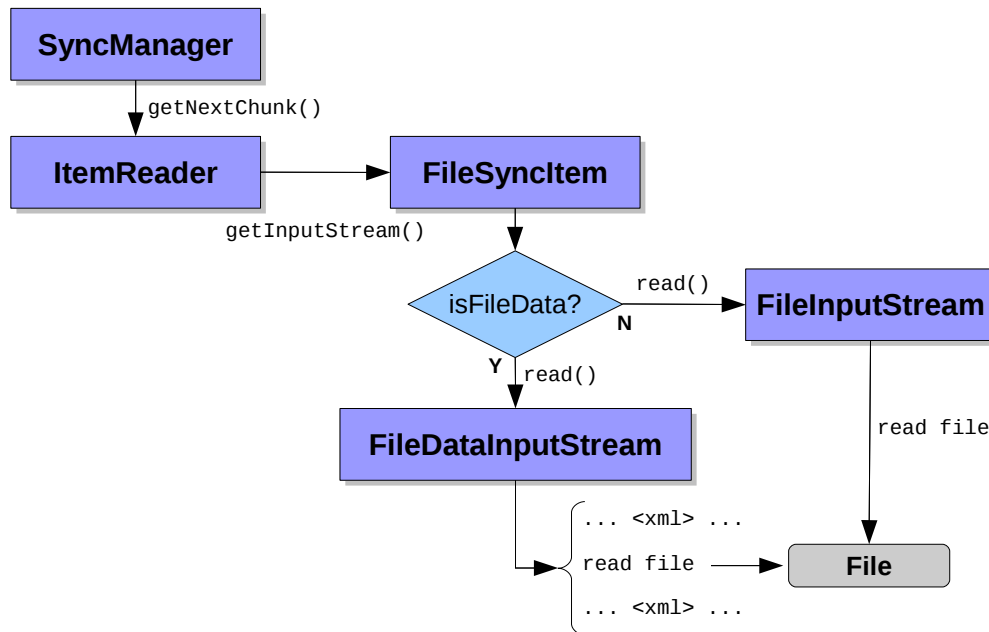 SyncManager
getNextChunk()
ItemReader
FileSyncItem
getInputStream()
isFileData?
read()
N
FileInputStream
Y
read()
FileDataInputStream
read file
... <xml> ...
read file
File
... <xml> ...